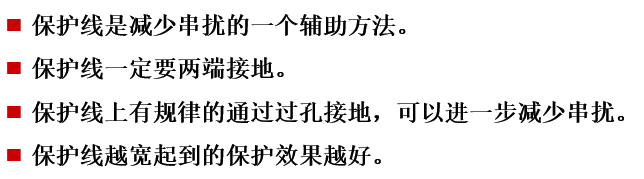 保护线是减少串扰的一个辅助方法。
保护线一定要两端接地。
保护线上有规律的通过过孔接地，可以进一步减少串扰。
保护线越宽起到的保护效果越好。